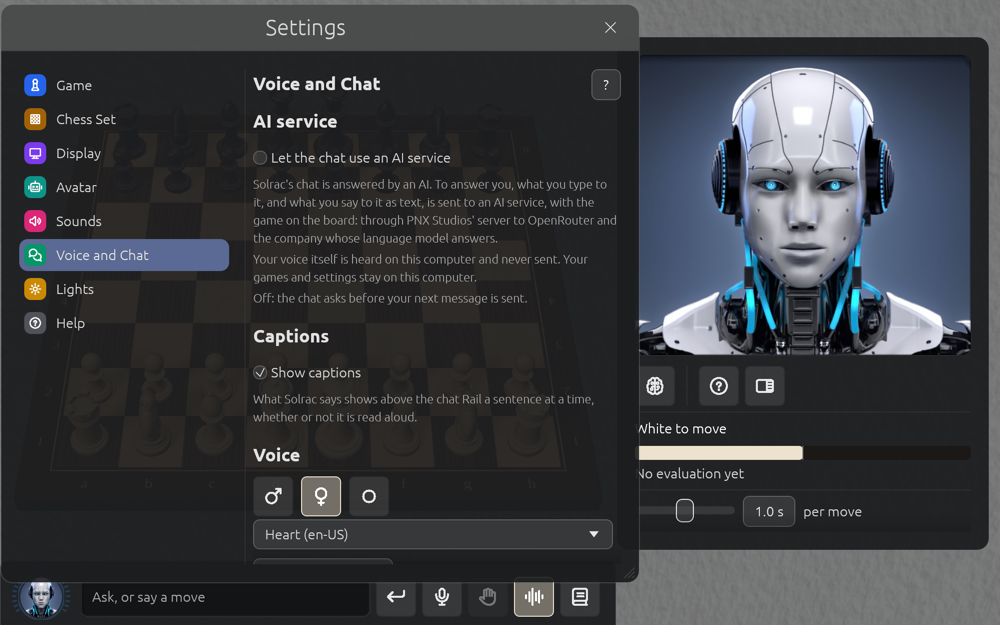 Settings
Game
Chess Set
Display
Avatar
Sounds
Voice and Chat
Lights
Help
Voice and Chat
?
AI service
Let the chat use an AI service
Solrac's chat is answered by an AI. To answer you, what you type to
it, and what you say to it as text, is sent to an AI service, with the
game on the board: through PNX Studios' server to OpenRouter and
the company whose language model answers.
Your voice itself is heard on this computer and never sent. Your
games and settings stay on this computer.
Off: the chat asks before your next message is sent.
Captions
Show captions
What Solrac says shows above the chat Rail a sentence at a time,
whether or not it is read aloud.
Voice
Heart (en-US)
White to move
No evaluation yet
1.0 s per move
Ask, or say a move